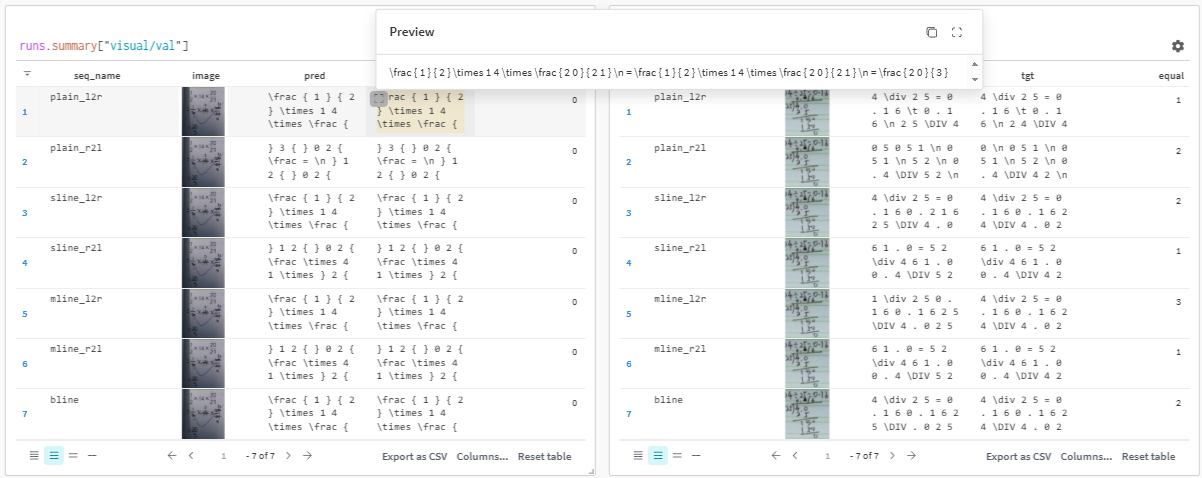 runs.summary["visual/val"]
Preview
\frac { 1 } { 2 } \times 1 4 \times \frac { 2 0 } { 2 1 } \n = \frac { 1 } { 2 } \times 1 4 \times \frac { 2 0 } { 2 1 } \n = \frac { 2 0 } { 3 }
seq_name image pred
1 plain_l2r \frac { 1 } { 2 rac { 1 } { 2 0
} \times 1 4 } \times 1 4
\times \frac { \times \frac {
2 plain_r2l } 3 { } 0 2 { } 3 { } 0 2 { 0
\frac = \n } 1 \frac = \n } 1
2 { } 0 2 { 2 { } 0 2 {
3 sline_l2r \frac { 1 } { 2 \frac { 1 } { 2 0
} \times 1 4 } \times 1 4
\times \frac { \times \frac {
4 sline_r2l } 1 2 { } 0 2 { } 1 2 { } 0 2 { 0
\frac \times 4 \frac \times 4
1 \times } 2 { 1 \times } 2 {
5 mline_l2r \frac { 1 } { 2 \frac { 1 } { 2 0
} \times 1 4 } \times 1 4
\times \frac { \times \frac {
6 mline_r2l } 1 2 { } 0 2 { } 1 2 { } 0 2 { 0
\frac \times 4 \frac \times 4
1 \times } 2 { 1 \times } 2 {
7 bline \frac { 1 } { 2 \frac { 1 } { 2 0
} \times 1 4 } \times 1 4
\times \frac { \times \frac {
1 - 7 of 7 Export as CSV Columns... Reset table
tgt equal
1 plain_l2r 4 \div 2 5 = 0 4 \div 2 5 = 0 1
. 1 6 \t 0 . 1 . 1 6 \t 0 . 1
6 \n 2 5 \DIV 4 6 \n 2 4 \DIV 4
2 plain_r2l 0 5 0 5 1 \n 0 0 \n 0 5 1 \n 0 2
5 1 \n 5 2 \n 0 5 1 \n 5 2 \n 0
. 4 \DIV 5 2 \n . 4 \DIV 4 2 \n
3 sline_l2r 4 \div 2 5 = 0 4 \div 2 5 = 0 2
. 1 6 0 . 2 1 6 . 1 6 0 . 1 6 2
2 5 \DIV 4 . 0 4 \DIV 4 . 0 2
4 sline_r2l 6 1 . 0 = 5 2 6 1 . 0 = 5 2 1
\div 4 6 1 . 0 \div 4 6 1 . 0
0 . 4 \DIV 5 2 0 . 4 \DIV 4 2
5 mline_l2r 1 \div 2 5 0 . 4 \div 2 5 = 0 3
1 6 0 . 1 6 2 5 . 1 6 0 . 1 6 2
\DIV 4 . 0 2 5 4 \DIV 4 . 0 2
6 mline_r2l 6 1 . 0 = 5 2 6 1 . 0 = 5 2 1
\div 4 6 1 . 0 \div 4 6 1 . 0
0 . 4 \DIV 5 2 0 . 4 \DIV 4 2
7 bline 4 \div 2 5 = 0 4 \div 2 5 = 0 2
. 1 6 0 . 1 6 2 . 1 6 0 . 1 6 2
5 \DIV 4 . 0 2 4 \DIV 4 . 0 2
1 - 7 of 7 Export as CSV Columns... Reset table